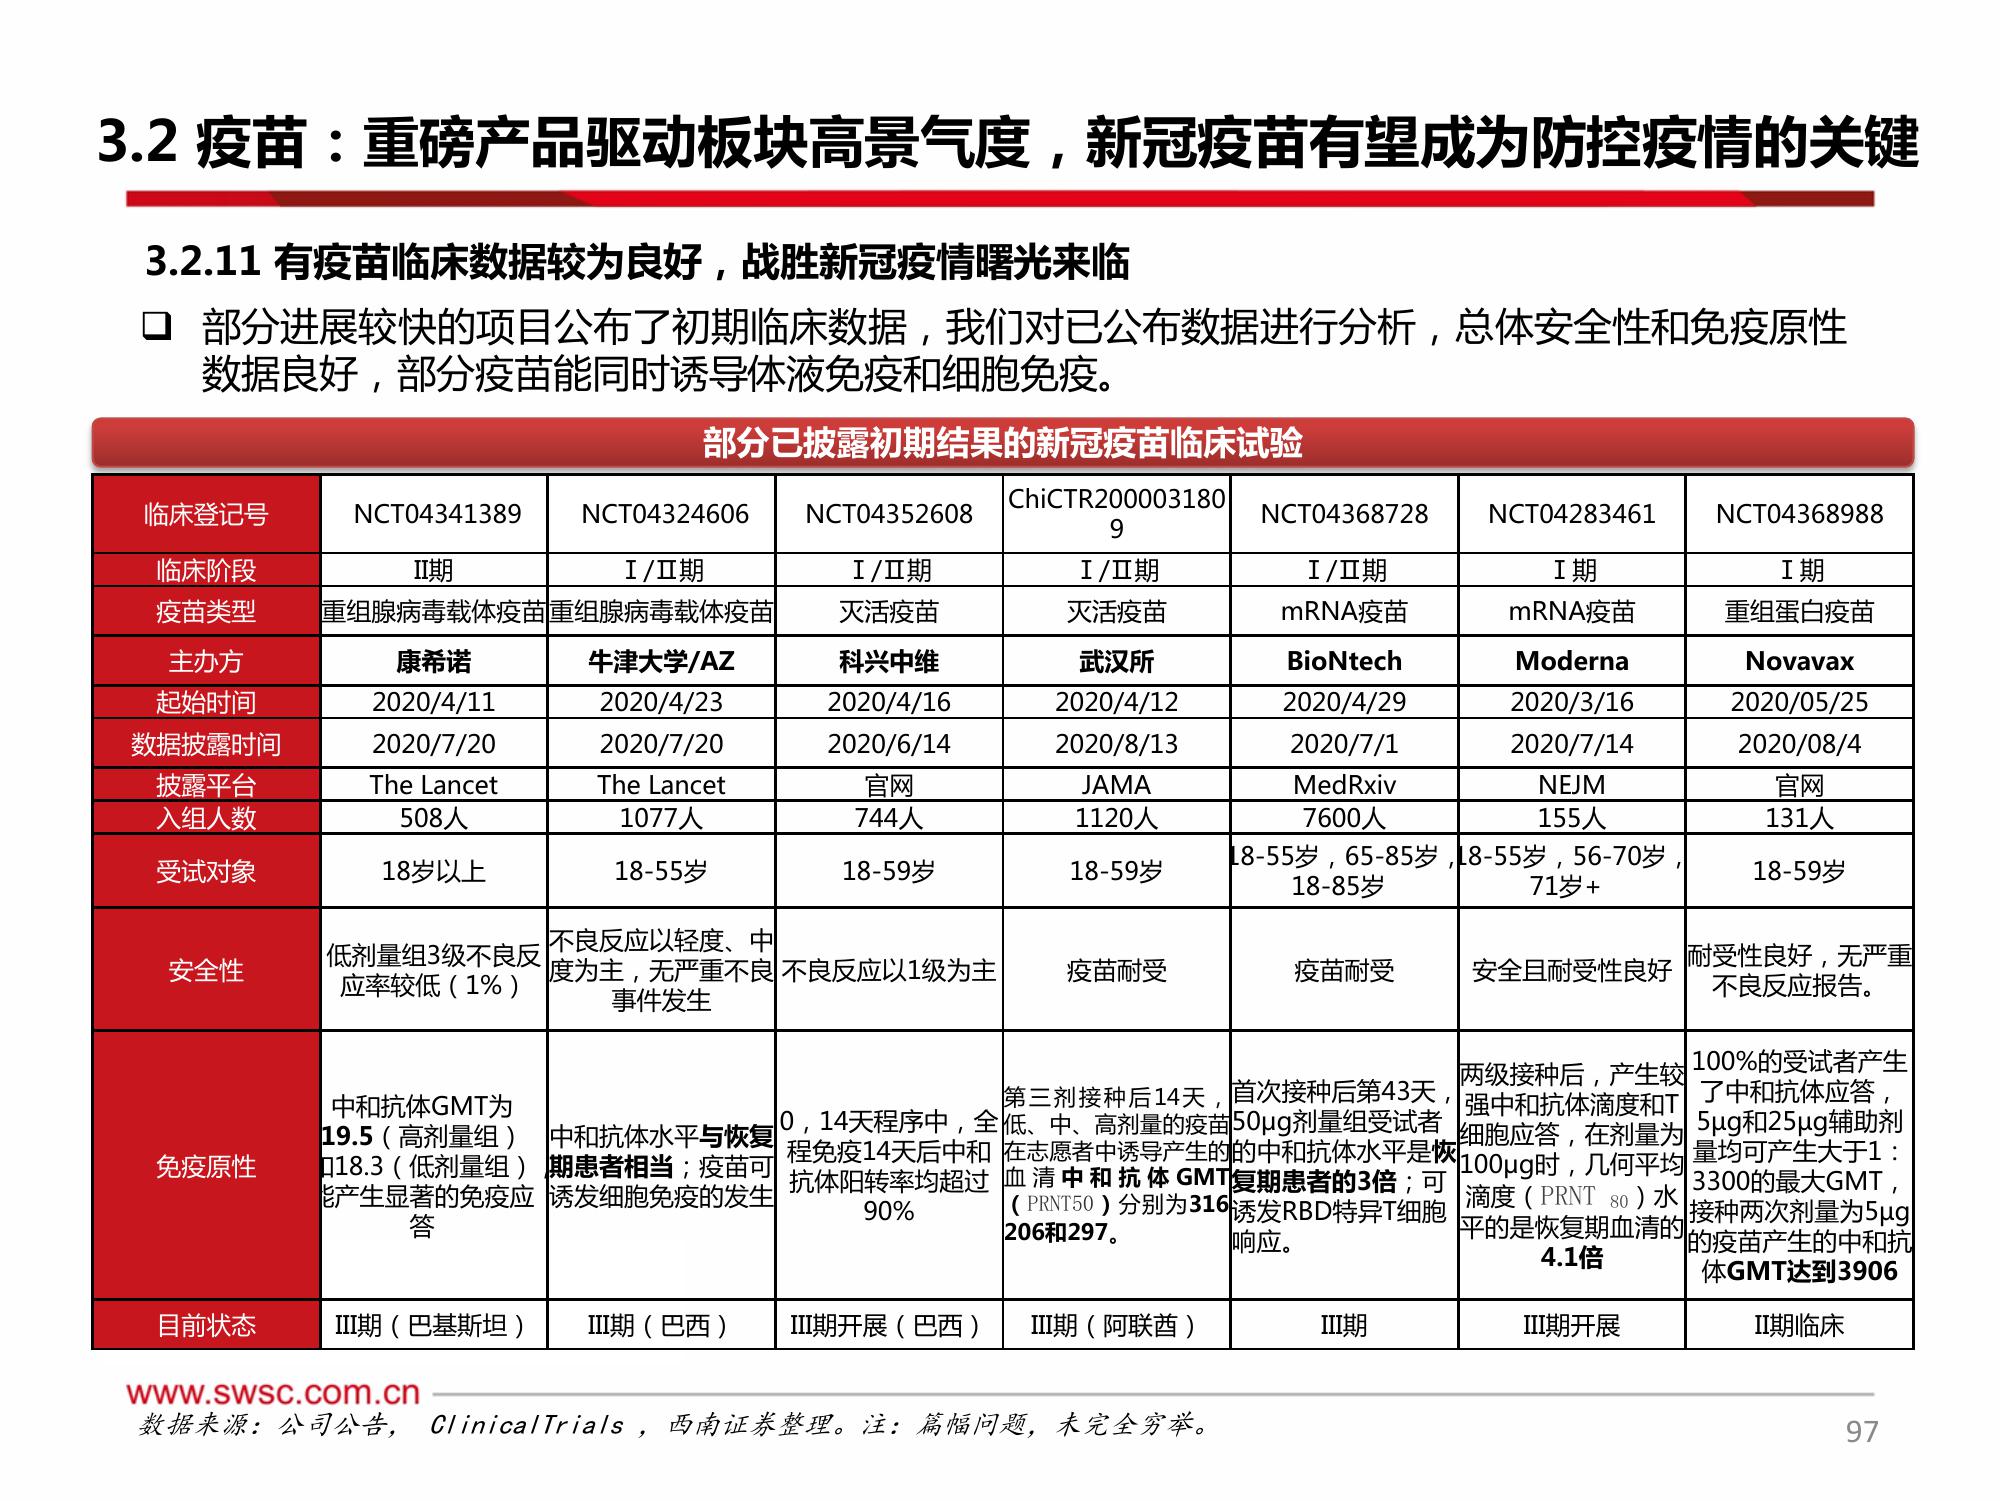 3.2 疫苗：重磅产品驱动板块高景气度，新冠疫苗有望成为防控疫情的关键
3.2.11 有疫苗临床数据较为良好，战胜新冠疫情曙光来临
❑ 部分进展较快的项目公布了初期临床数据，我们对已公布数据进行分析，总体安全性和免疫原性
数据良好，部分疫苗能同时诱导体液免疫和细胞免疫。
部分已披露初期结果的新冠疫苗临床试验
临床登记号 NCT04341389 NCT04324606 NCT04352608 ChiCTR2000031809 NCT04368728 NCT04283461 NCT04368988
临床阶段 II期 Ⅰ/Ⅱ期 Ⅰ/Ⅱ期 Ⅰ/Ⅱ期 Ⅰ/Ⅱ期 Ⅰ期 Ⅰ期
疫苗类型 重组腺病毒载体疫苗 重组腺病毒载体疫苗 灭活疫苗 灭活疫苗 mRNA疫苗 mRNA疫苗 重组蛋白疫苗
主办方 康希诺 牛津大学/AZ 科兴中维 武汉所 BioNtech Moderna Novavax
起始时间 2020/4/11 2020/4/23 2020/4/16 2020/4/12 2020/4/29 2020/3/16 2020/05/25
数据披露时间 2020/7/20 2020/7/20 2020/6/14 2020/8/13 2020/7/1 2020/7/14 2020/08/4
披露平台 The Lancet The Lancet 官网 JAMA MedRxiv NEJM 官网
入组人数 508人 1077人 744人 1120人 7600人 155人 131人
受试对象 18岁以上 18-55岁 18-59岁 18-59岁 18-55岁，65-85岁，18-85岁 18-55岁，56-70岁，71岁+ 18-59岁
安全性
低剂量组3级不良反
应率较低（1%）
不良反应以轻度、中
度为主，无严重不良
事件发生
不良反应以1级为主
疫苗耐受
疫苗耐受
安全且耐受性良好
耐受性良好，无严重
不良反应报告。
免疫原性
中和抗体GMT为
19.5（高剂量组）
和18.3（低剂量组），
能产生显著的免疫应
答
中和抗体水平与恢复
期患者相当；疫苗可
诱发细胞免疫的发生
0，14天程序中，全
程免疫14天后中和
抗体阳转率均超过
90%
第三剂接种后14天，
低、中、高剂量的疫苗
在志愿者中诱导产生的
血清中和抗体GMT
（PRNT50）分别为316
206和297。
首次接种后第43天，
50μg剂量组受试者
的中和抗体水平是恢
复期患者的3倍；可
诱发RBD特异T细胞
响应。
两级接种后，产生较
强中和抗体滴度和T
细胞应答，在剂量为
100μg时，几何平均
滴度（PRNT 80）水
平的是恢复期血清的
4.1倍
100%的受试者产生
了中和抗体应答，
5μg和25μg辅助剂
量均可产生大于1：
3300的最大GMT，
接种两次剂量为5μg
的疫苗产生的中和抗
体GMT达到3906
目前状态 III期（巴基斯坦） III期（巴西） III期开展（巴西） III期（阿联酋） III期 III期开展 II期临床
www.swsc.com.cn
数据来源：公司公告， ClinicalTrials ，西南证券整理。注：篇幅问题，未完全穷举。
97